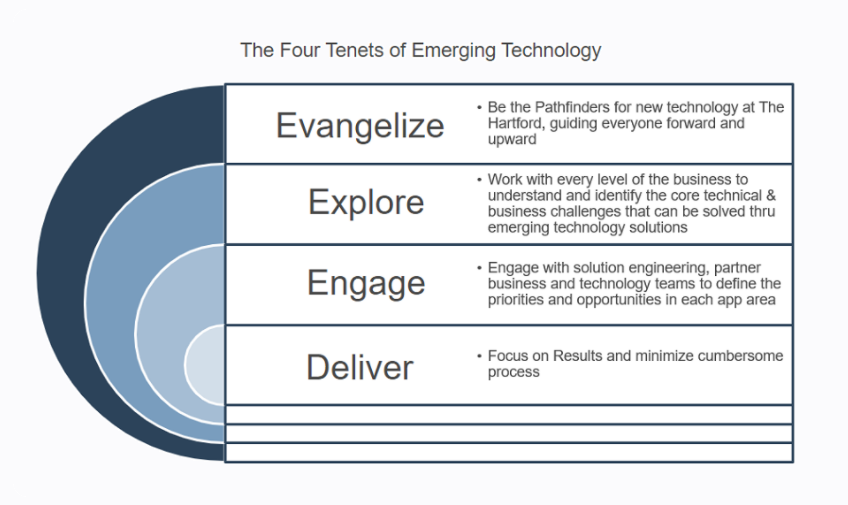 The Four Tenets of Emerging Technology
Evangelize
• Be the Pathfinders for new technology at The
Hartford, guiding everyone forward and
upward
Explore
• Work with every level of the business to
understand and identify the core technical &
business challenges that can be solved thru
emerging technology solutions
Engage
• Engage with solution engineering, partner
business and technology teams to define the
priorities and opportunities in each app area
Deliver
• Focus on Results and minimize cumbersome
process